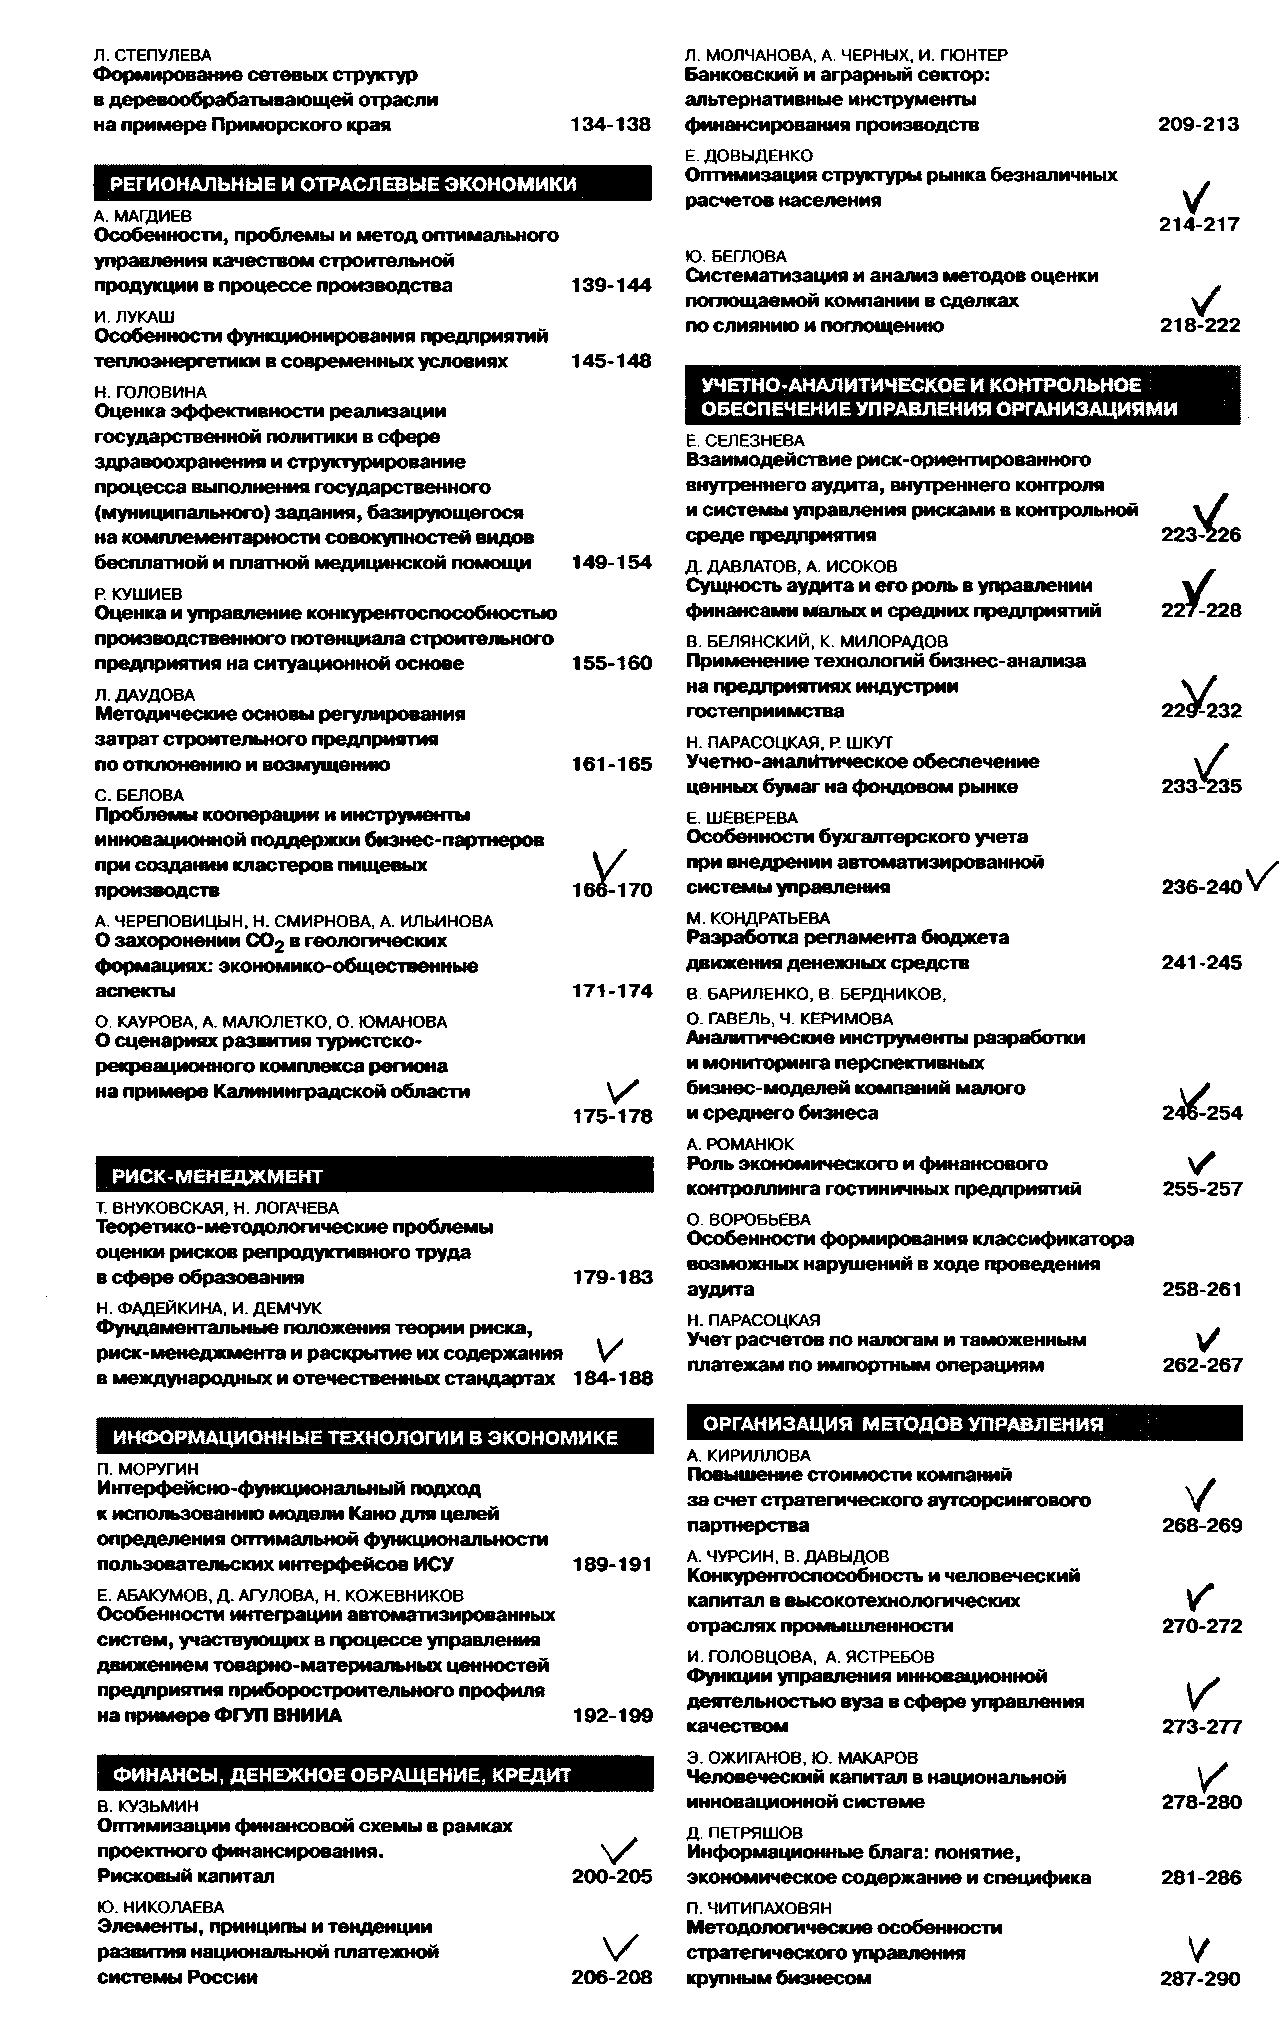 Л. СТЕПУЛЕВА
Формирование сетевых структур
в деревообрабатывающей отрасли
на примере Приморского края 134-138
РЕГИОНАЛЬНЫЕ И ОТРАСЛЕВЫЕ ЭКОНОМИКИ
А. МАГДИЕВ
Особенности, проблемы и метод оптимального
управления качеством строительной
продукции в процессе производства 139-144
И. ЛУКАШ
Особенности функционирования предприятий
теплоэнергетики в современных условиях 145-148
Н. ГОЛОВИНА
Оценка эффективности реализации
государственной политики в сфере
здравоохранения и структурирование
процесса выполнения государственного
(муниципального) задания, базирующегося
на комплементарности совокупностей видов
бесплатной и платной медицинской помощи 149-154
Р. КУШИЕВ
Оценка и управление конкурентоспособностью
производственного потенциала строительного
предприятия на ситуационной основе 155-160
Л. ДАУДОВА
Методические основы регулирования
затрат строительного предприятия
по отклонению и возмущению 161-165
С. БЕЛОВА
Проблемы кооперации и инструменты
инновационной поддержки бизнес-партнеров
при создании кластеров пищевых
производств 166-170
А. ЧЕРЕПОВИЦЫН, Н. СМИРНОВА, А. ИЛЬИНОВА
О захоронении CO2 в геологических
формациях: экономико-общественные
аспекты 171-174
О. КАУРОВА, А. МАЛОЛЕТКО, О. ЮМАНОВА
О сценариях развития туристско-
рекреационного комплекса региона
на примере Калининградской области
175-178
РИСК-МЕНЕДЖМЕНТ
Т. ВНУКОВСКАЯ, Н. ЛОГАЧЕВА
Теоретико-методологические проблемы
оценки рисков репродуктивного труда
в сфере образования 179-183
Н. ФАДЕЙКИНА, И. ДЕМЧУК
Фундаментальные положения теории риска,
риск-менеджмента и раскрытие их содержания
в международных и отечественных стандартах 184-188
ИНФОРМАЦИОННЫЕ ТЕХНОЛОГИИ В ЭКОНОМИКЕ
П. МОРУГИН
Интерфейсно-функциональный подход
к использованию модели Кано для целей
определения оптимальной функциональности
пользовательских интерфейсов ИСУ 189-191
Е. АБАКУМОВ, Д. АГУЛОВА, Н. КОЖЕВНИКОВ
Особенности интеграции автоматизированных
систем, участвующих в процессе управления
движением товарно-материальных ценностей
предприятия приборостроительного профиля
на примере ФГУП ВНИИА 192-199
ФИНАНСЫ, ДЕНЕЖНОЕ ОБРАЩЕНИЕ, КРЕДИТ
В. КУЗЬМИН
Оптимизации финансовой схемы в рамках
проектного финансирования.
Рисковый капитал 200-205
Ю. НИКОЛАЕВА
Элементы, принципы и тенденции
развития национальной платежной
системы России 206-208
Л. МОЛЧАНОВА, А. ЧЕРНЫХ, И. ГЮНТЕР
Банковский и аграрный сектор:
альтернативные инструменты
финансирования производств 209-213
Е. ДОВЫДЕНКО
Оптимизация структуры рынка безналичных
расчетов населения
214-217
Ю. БЕГЛОВА
Систематизация и анализ методов оценки
поглощаемой компании в сделках
по слиянию и поглощению 218-222
УЧЕТНО-АНАЛИТИЧЕСКОЕ И КОНТРОЛЬНОЕ
ОБЕСПЕЧЕНИЕ УПРАВЛЕНИЯ ОРГАНИЗАЦИЯМИ
Е. СЕЛЕЗНЕВА
Взаимодействие риск-ориентированного
внутреннего аудита, внутреннего контроля
и системы управления рисками в контрольной
среде предприятия 223-226
Д. ДАВЛАТОВ, А. ИСОКОВ
Сущность аудита и его роль в управлении
финансами малых и средних предприятий 227-228
В. БЕЛЯНСКИЙ, К. МИЛОРАДОВ
Применение технологий бизнес-анализа
на предприятиях индустрии
гостеприимства 229-232
Н. ПАРАСОЦКАЯ, Р. ШКУТ
Учетно-аналитическое обеспечение
ценных бумаг на фондовом рынке 233-235
Е. ШЕВЕРЕВА
Особенности бухгалтерского учета
при внедрении автоматизированной
системы управления 236-240
М. КОНДРАТЬЕВА
Разработка регламента бюджета
движения денежных средств 241-245
В. БАРИЛЕНКО, В. БЕРДНИКОВ,
О. ГАВЕЛЬ, Ч. КЕРИМОВА
Аналитические инструменты разработки
и мониторинга перспективных
бизнес-моделей компаний малого
и среднего бизнеса 246-254
А. РОМАНЮК
Роль экономического и финансового
контроллинга гостиничных предприятий 255-257
О. ВОРОБЬЕВА
Особенности формирования классификатора
возможных нарушений в ходе проведения
аудита 258-261
Н. ПАРАСОЦКАЯ
Учет расчетов по налогам и таможенным
платежам по импортным операциям 262-267
ОРГАНИЗАЦИЯ МЕТОДОВ УПРАВЛЕНИЯ
А. КИРИЛЛОВА
Повышение стоимости компаний
за счет стратегического аутсорсингового
партнерства 268-269
А. ЧУРСИН, В. ДАВЫДОВ
Конкурентоспособность и человеческий
капитал в высокотехнологических
отраслях промышленности 270-272
И. ГОЛОВЦОВА, А. ЯСТРЕБОВ
Функции управления инновационной
деятельностью вуза в сфере управления
качеством 273-277
Э. ОЖИГАНОВ, Ю. МАКАРОВ
Человеческий капитал в национальной
инновационной системе 278-280
Д. ПЕТРЯШОВ
Информационные блага: понятие,
экономическое содержание и специфика 281-286
П. ЧИТИПАХОВЯН
Методологические особенности
стратегического управления
крупным бизнесом 287-290